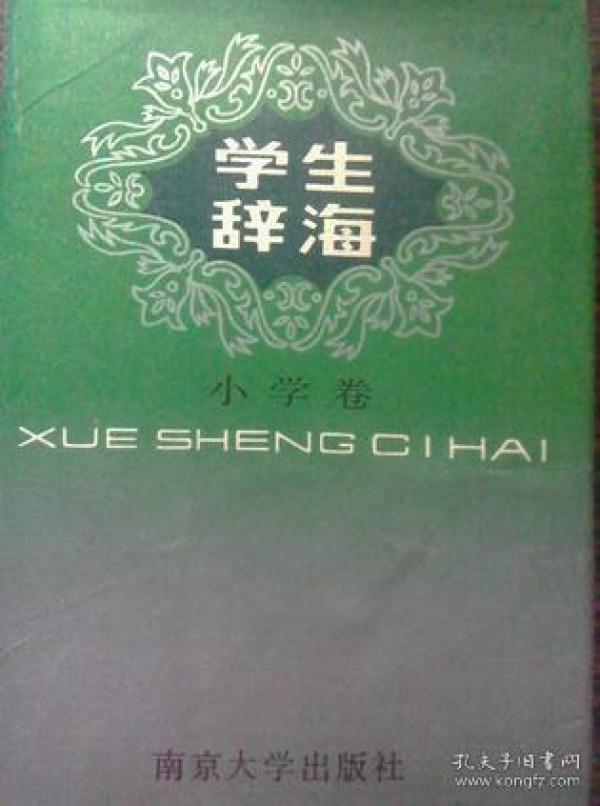 学生
辞海
小学卷
XUE SHENG CI HAI
南京大学出版社
孔夫子旧书网
www.kongfz.com